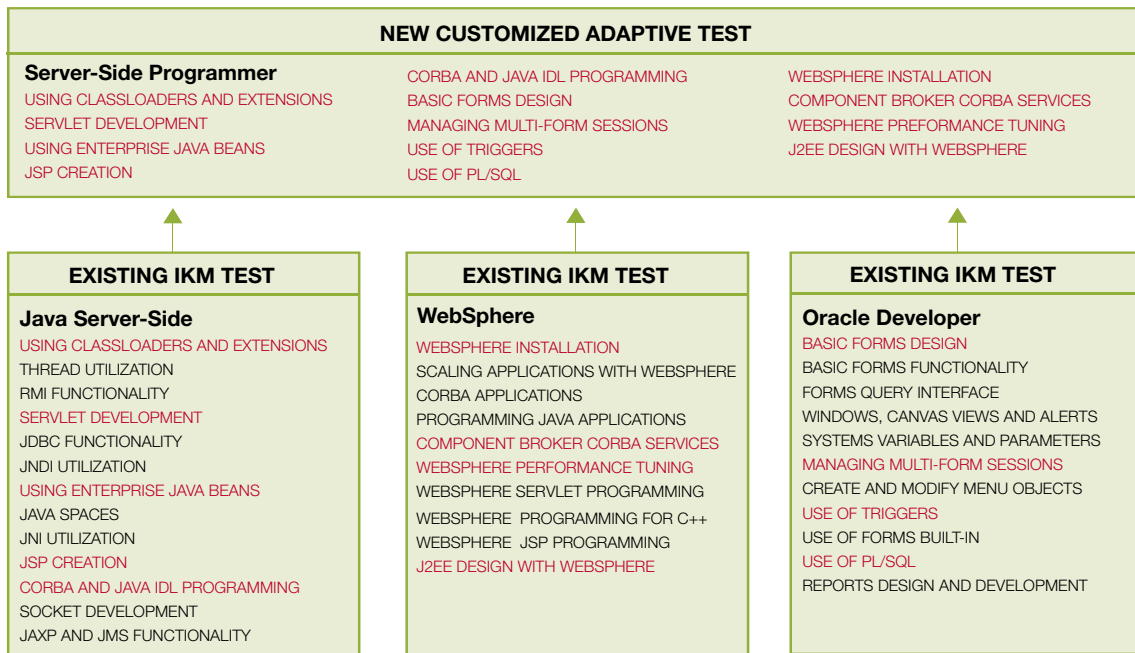 NEW CUSTOMIZED ADAPTIVE TEST
Server-Side Programmer
USING CLASSLOADERS AND EXTENSIONS
SERVLET DEVELOPMENT
USING ENTERPRISE JAVA BEANS
JSP CREATION
CORBA AND JAVA IDL PROGRAMMING
BASIC FORMS DESIGN
MANAGING MULTI-FORM SESSIONS
USE OF TRIGGERS
USE OF PL/SQL
WEBSPHERE INSTALLATION
COMPONENT BROKER CORBA SERVICES
WEBSPHERE PREFORMANCE TUNING
J2EE DESIGN WITH WEBSPHERE
EXISTING IKM TEST
Java Server-Side
USING CLASSLOADERS AND EXTENSIONS
THREAD UTILIZATION
RMI FUNCTIONALITY
SERVLET DEVELOPMENT
JDBC FUNCTIONALITY
JNDI UTILIZATION
USING ENTERPRISE JAVA BEANS
JAVA SPACES
JNI UTILIZATION
JSP CREATION
CORBA AND JAVA IDL PROGRAMMING
SOCKET DEVELOPMENT
JAXP AND JMS FUNCTIONALITY
EXISTING IKM TEST
WebSphere
WEBSPHERE INSTALLATION
SCALING APPLICATIONS WITH WEBSPHERE
CORBA APPLICATIONS
PROGRAMMING JAVA APPLICATIONS
COMPONENT BROKER CORBA SERVICES
WEBSPHERE PERFORMANCE TUNING
WEBSPHERE SERVLET PROGRAMMING
WEBSPHERE PROGRAMMING FOR C++
WEBSPHERE JSP PROGRAMMING
J2EE DESIGN WITH WEBSPHERE
EXISTING IKM TEST
Oracle Developer
BASIC FORMS DESIGN
BASIC FORMS FUNCTIONALITY
FORMS QUERY INTERFACE
WINDOWS, CANVAS VIEWS AND ALERTS
SYSTEMS VARIABLES AND PARAMETERS
MANAGING MULTI-FORM SESSIONS
CREATE AND MODIFY MENU OBJECTS
USE OF TRIGGERS
USE OF FORMS BUILT-IN
USE OF PL/SQL
REPORTS DESIGN AND DEVELOPMENT